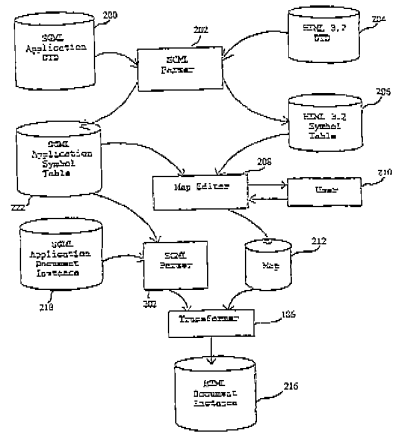 200
SGML
Application
DTD
202
SGML
Parser
204
HTML 3.2
DTD
206
HTML 3.2
Symbol
Table
SGML
Application
Symbol
Table
222
208
Map Editor
210
User
SGML
Application
Document
Instance
218
SGML
Parser
202
212
Map
Transformer
186
HTML
Document
Instance
216